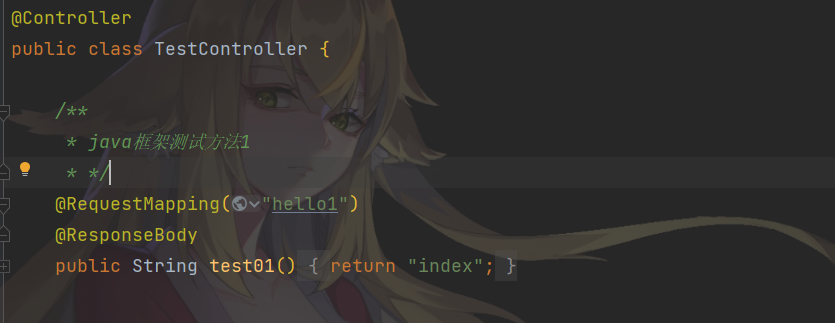 @Controller
public class TestController {
/**
* java框架测试方法1
* */
@RequestMapping("hello1")
@ResponseBody
public String test01() { return "index"; }